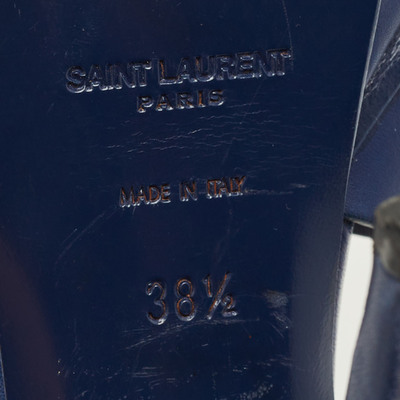 SAINT LAURENT
PARIS
MADE IN ITALY
38½